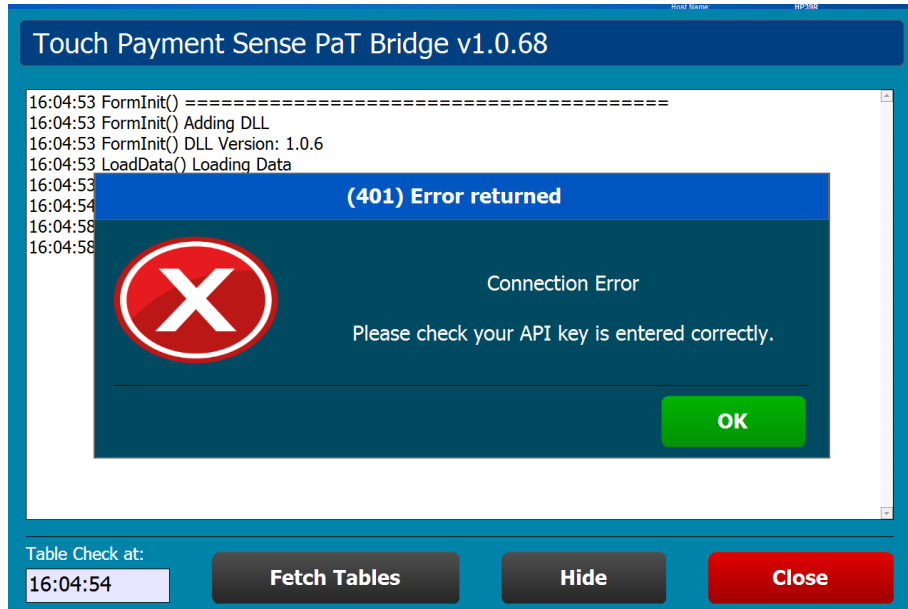 Host Name: HP39R
Touch Payment Sense PaT Bridge v1.0.68
16:04:53 FormInit() ========================================
16:04:53 FormInit() Adding DLL
16:04:53 FormInit() DLL Version: 1.0.6
16:04:53 LoadData() Loading Data
16:04:53
16:04:54
16:04:58
16:04:58
(401) Error returned
Connection Error
Please check your API key is entered correctly.
OK
Table Check at:
16:04:54
Fetch Tables
Hide
Close